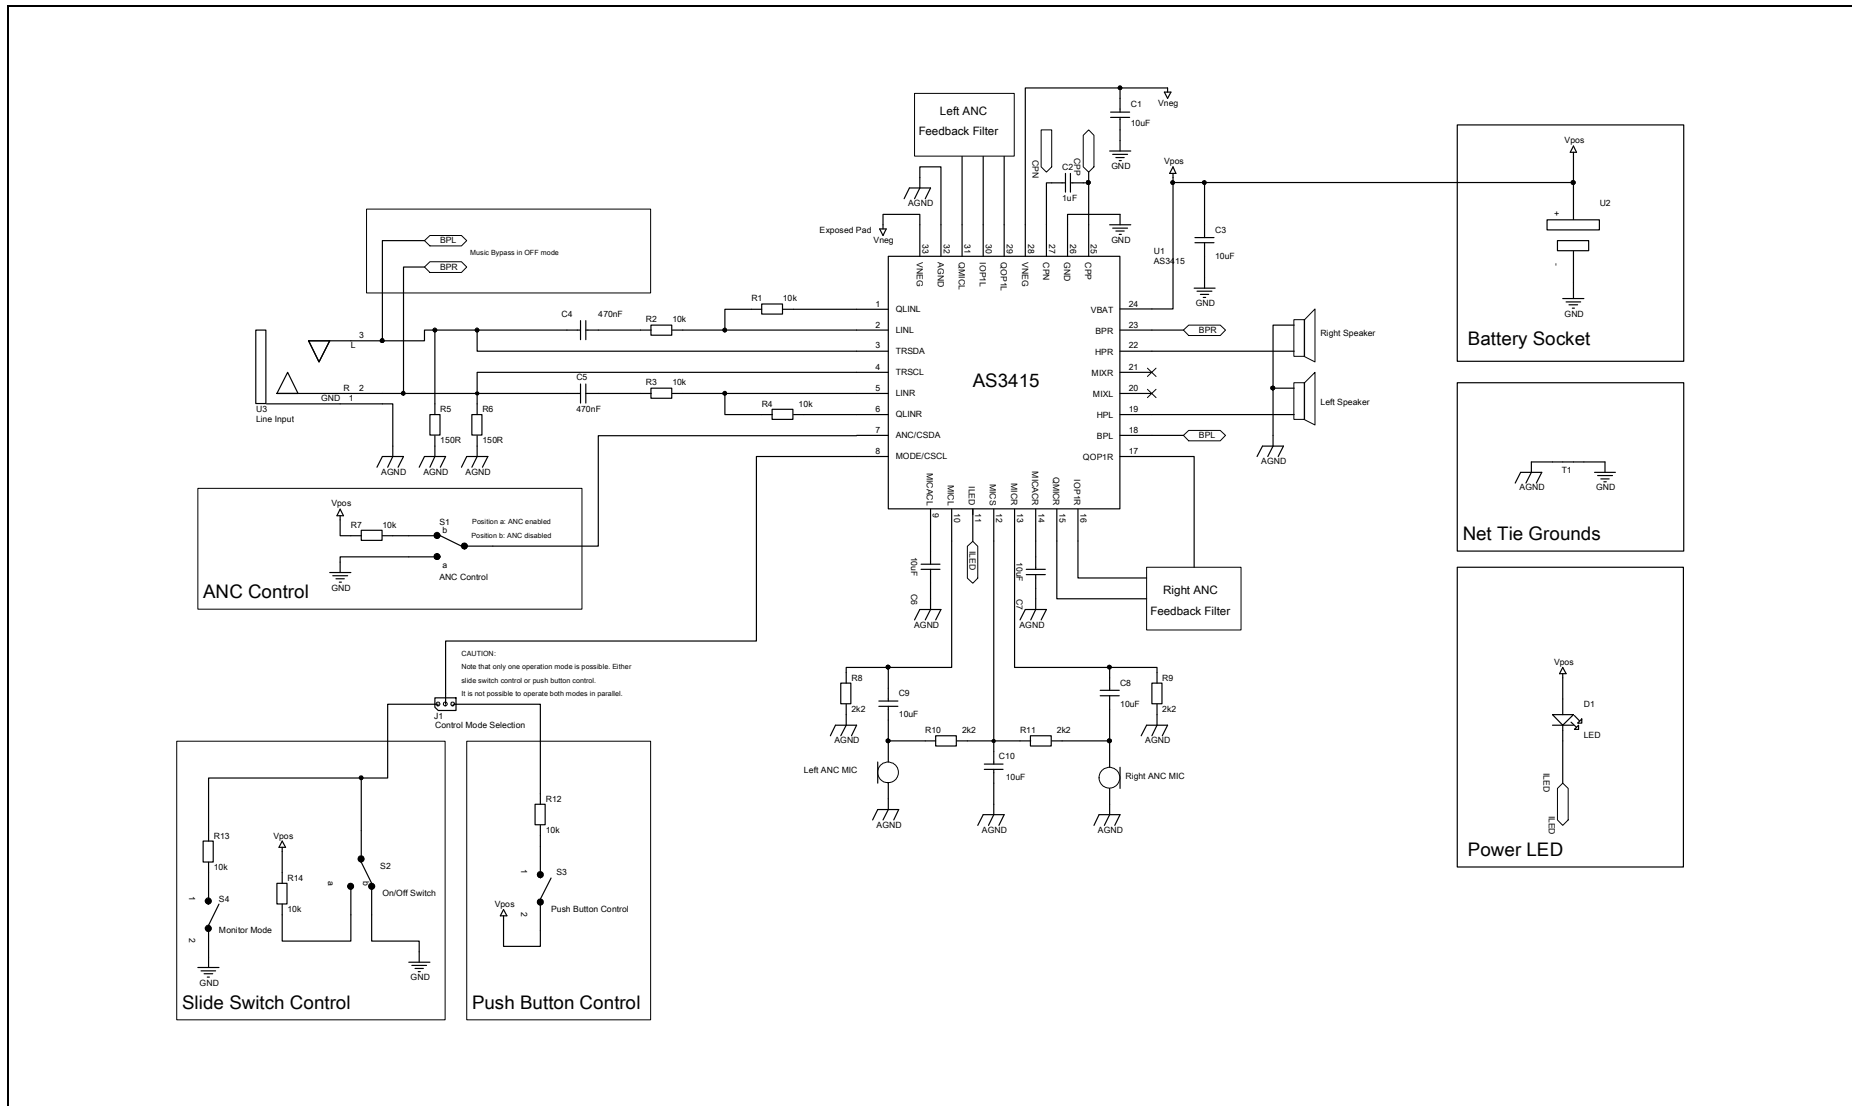 Left ANC
Feedback Filter
C1
10uF
Vneg
GND
CPN
CPP
C2
1uF
AGND
Exposed Pad
Vneg
GND
Vpos
U1
AS3415
C3
10uF
GND
Vpos
U2
+
-
GND
Battery Socket
BPL
Music Bypass in OFF mode
BPR
33
32
31
30
29
28
27
26
25
VNEG
AGND
QMICL
IOP1L
QOP1L
VNEG
CPN
GND
CPP
AS3415
1 QLINL
2 LINL
3 TRSDA
4 TRSCL
5 LINR
6 QLINR
7 ANC/CSDA
8 MODE/CSCL
VBAT 24
BPR 23
HPR 22
MIXR 21
MIXL 20
HPL 19
BPL 18
QOP1R 17
MICACL
MICL
ILED
MICS
MICR
MICACR
QMICR
IOP1R
9
10
11
12
13
14
15
16
BPR
BPL
Right Speaker
Left Speaker
AGND
R1 10k
C4 470nF
R2 10k
3
L
R 2
GND 1
U3
Line Input
C5
470nF
R3 10k
R4 10k
R5
150R
R6
150R
AGND
AGND
AGND
AGND
T1
GND
Net Tie Grounds
Vpos
R7 10k
S1
b
a
Position a: ANC enabled
Position b: ANC disabled
ANC Control
GND
ANC Control
10uF
C6
AGND
ILED
10uF
C7
AGND
Right ANC
Feedback Filter
CAUTION:
Note that only one operation mode is possible. Either
slide switch control or push button control.
It is not possible to operate both modes in parallel.
J1
Control Mode Selection
R8
2k2
AGND
C9
10uF
R10 2k2
R11 2k2
C8
10uF
R9
2k2
AGND
Left ANC MIC
AGND
C10
10uF
AGND
Right ANC MIC
AGND
Vpos
D1
LED
ILED
ILED
Power LED
R13
10k
1
S4
2
Monitor Mode
GND
Vpos
R14
10k
a
b
S2
On/Off Switch
GND
Slide Switch Control
R12
10k
1
S3
2
Vpos
Push Button Control
Push Button Control